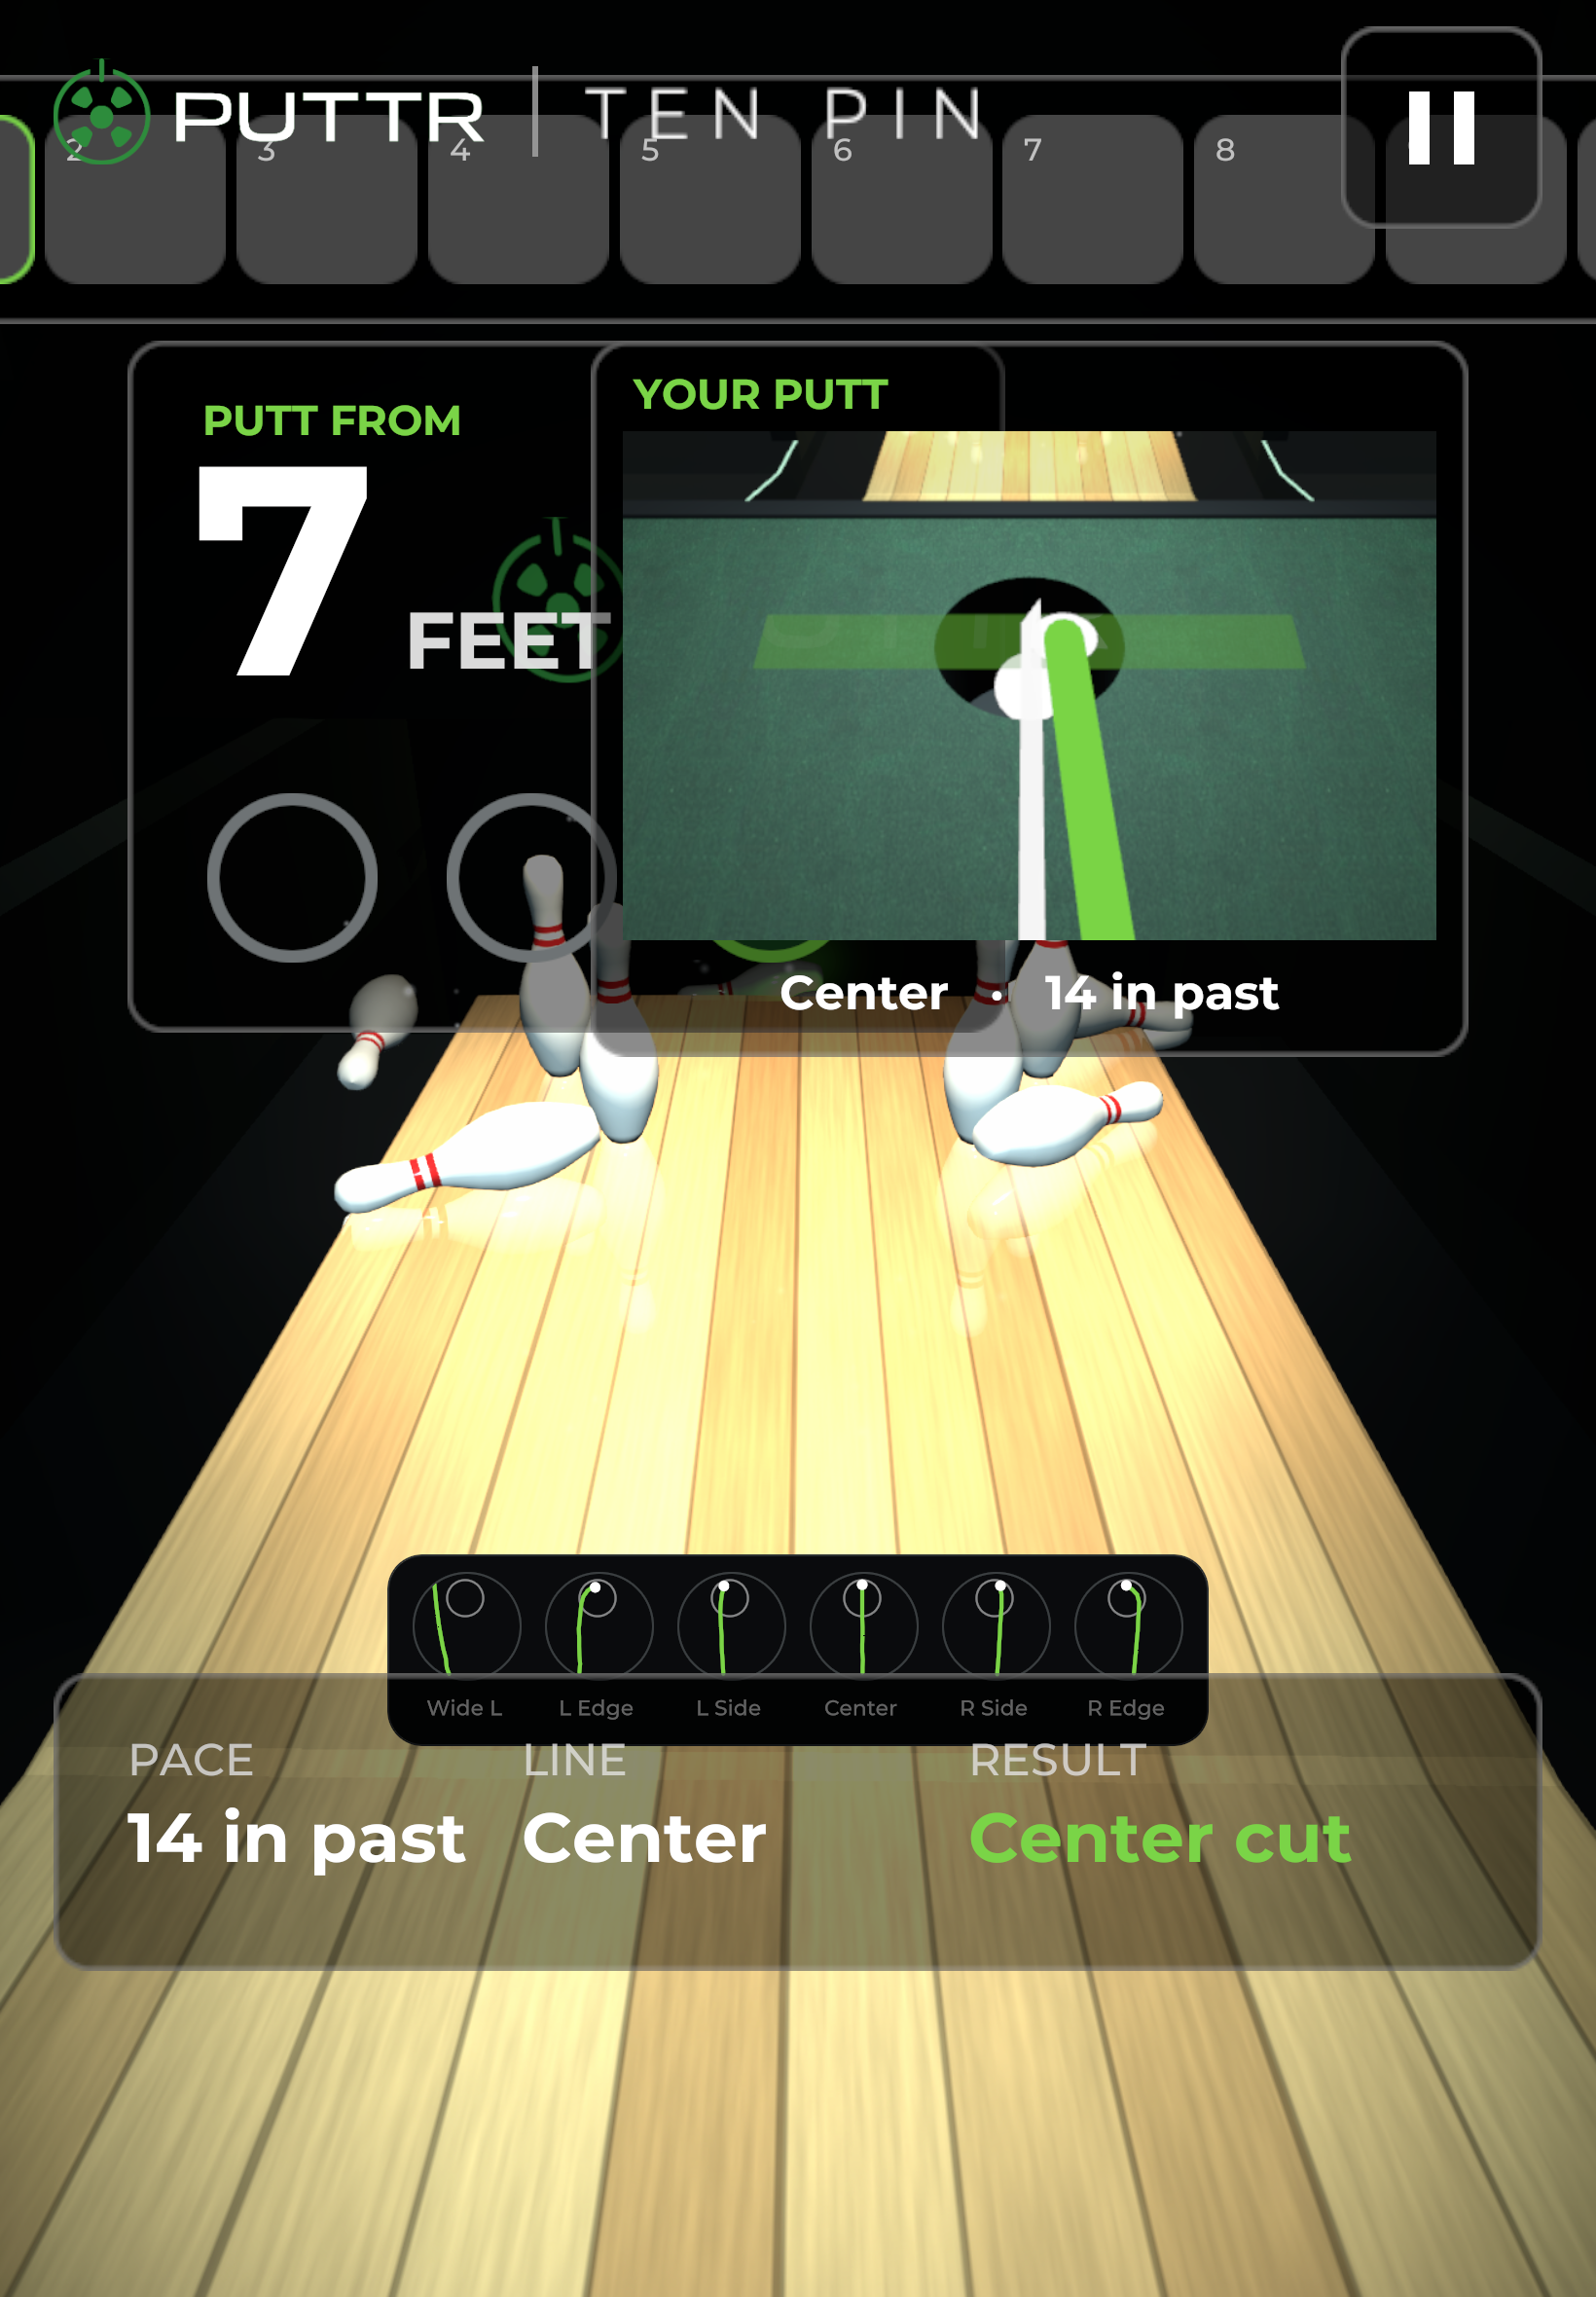 PUTTR | TEN PIN
2 3 4 5 6 7 8
PUTT FROM
7 FEET
YOUR PUTT
Center · 14 in past
Wide L L Edge L Side Center R Side R Edge
PACE LINE RESULT
14 in past Center Center cut